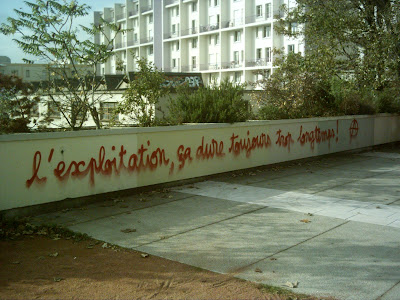 l'exploitation, ça dure toujours trop longtemps!